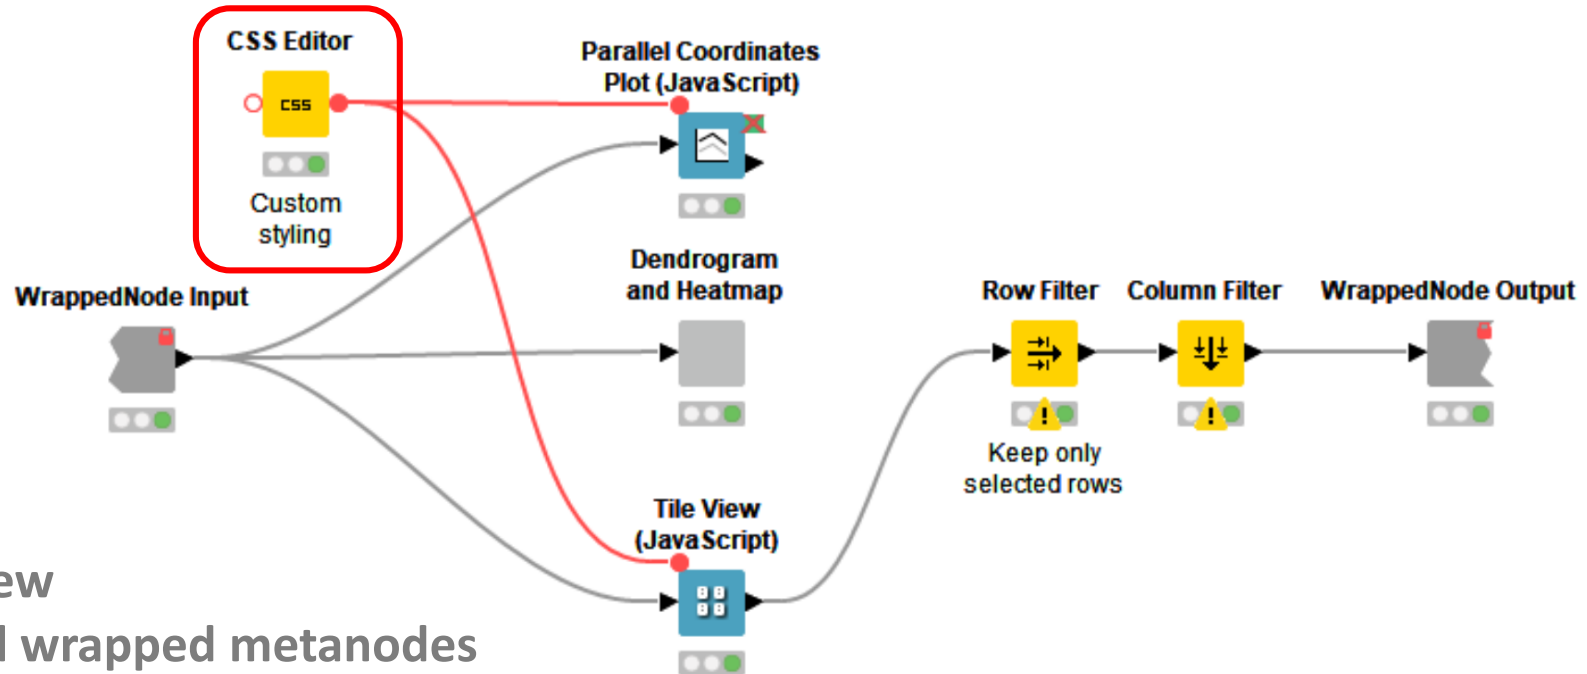 CSS Editor
css
Custom
styling
Parallel Coordinates
Plot (JavaScript)
WrappedNode Input
Dendrogram
and Heatmap
Row Filter
Column Filter
WrappedNode Output
Keep only
selected rows
Tile View
(JavaScript)
wrapped metanodes